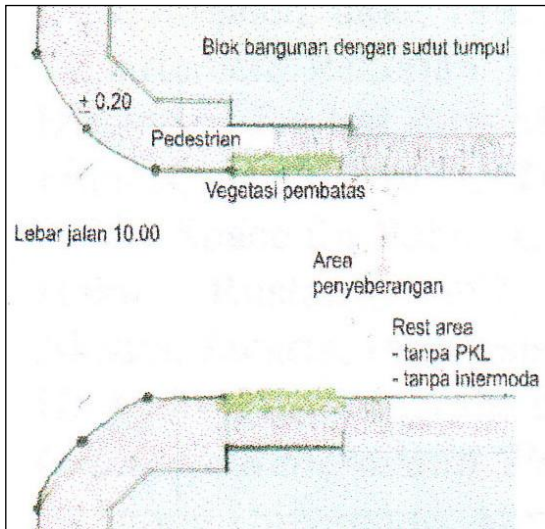 Blok bangunan dengan sudut tumpul
± 0.20
Pedestrian
Vegetasi pembatas
Lebar jalan 10.00
Area
penyeberangan
Rest area
- tanpa PKL
- tanpa intermoda